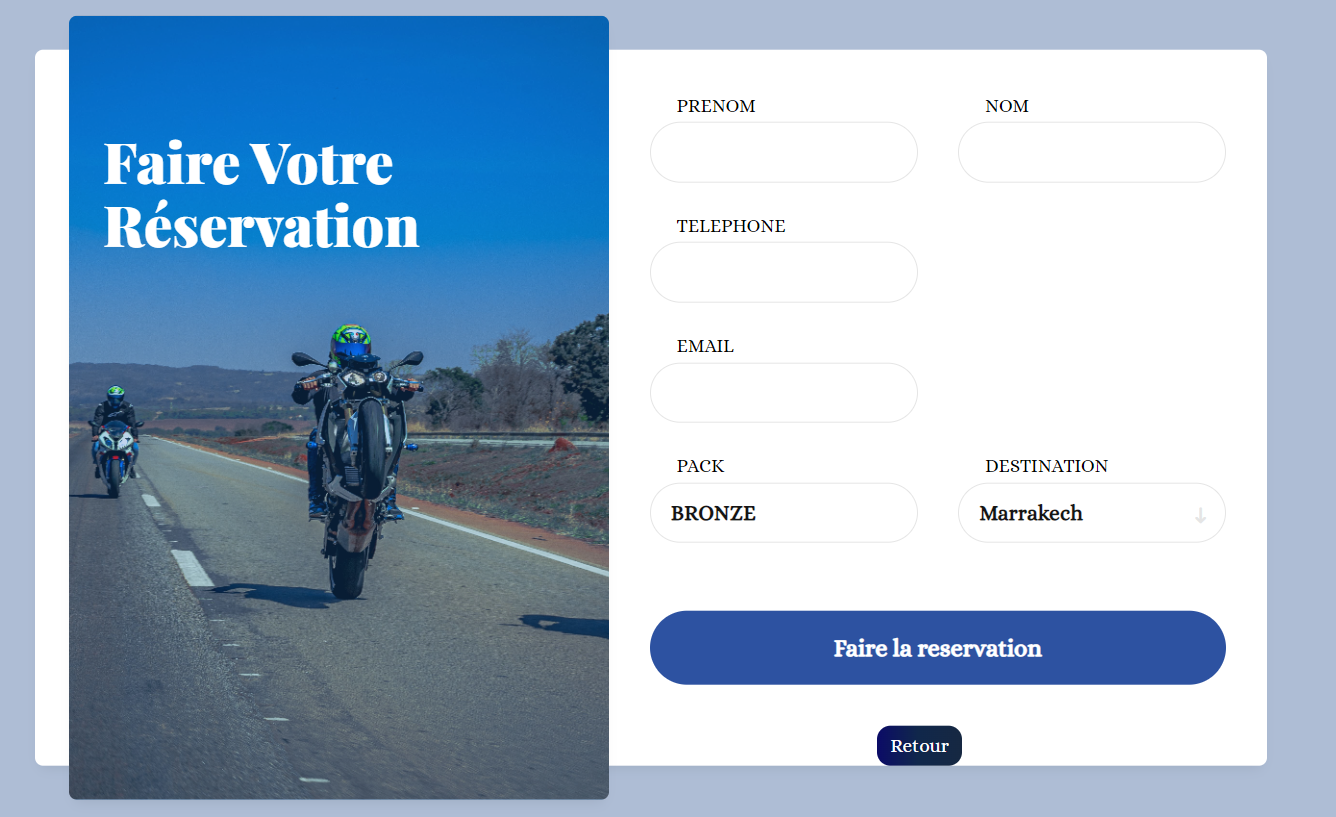 Faire Votre
Réservation
PRENOM
NOM
TELEPHONE
EMAIL
PACK
DESTINATION
BRONZE
Marrakech
Faire la reservation
Retour